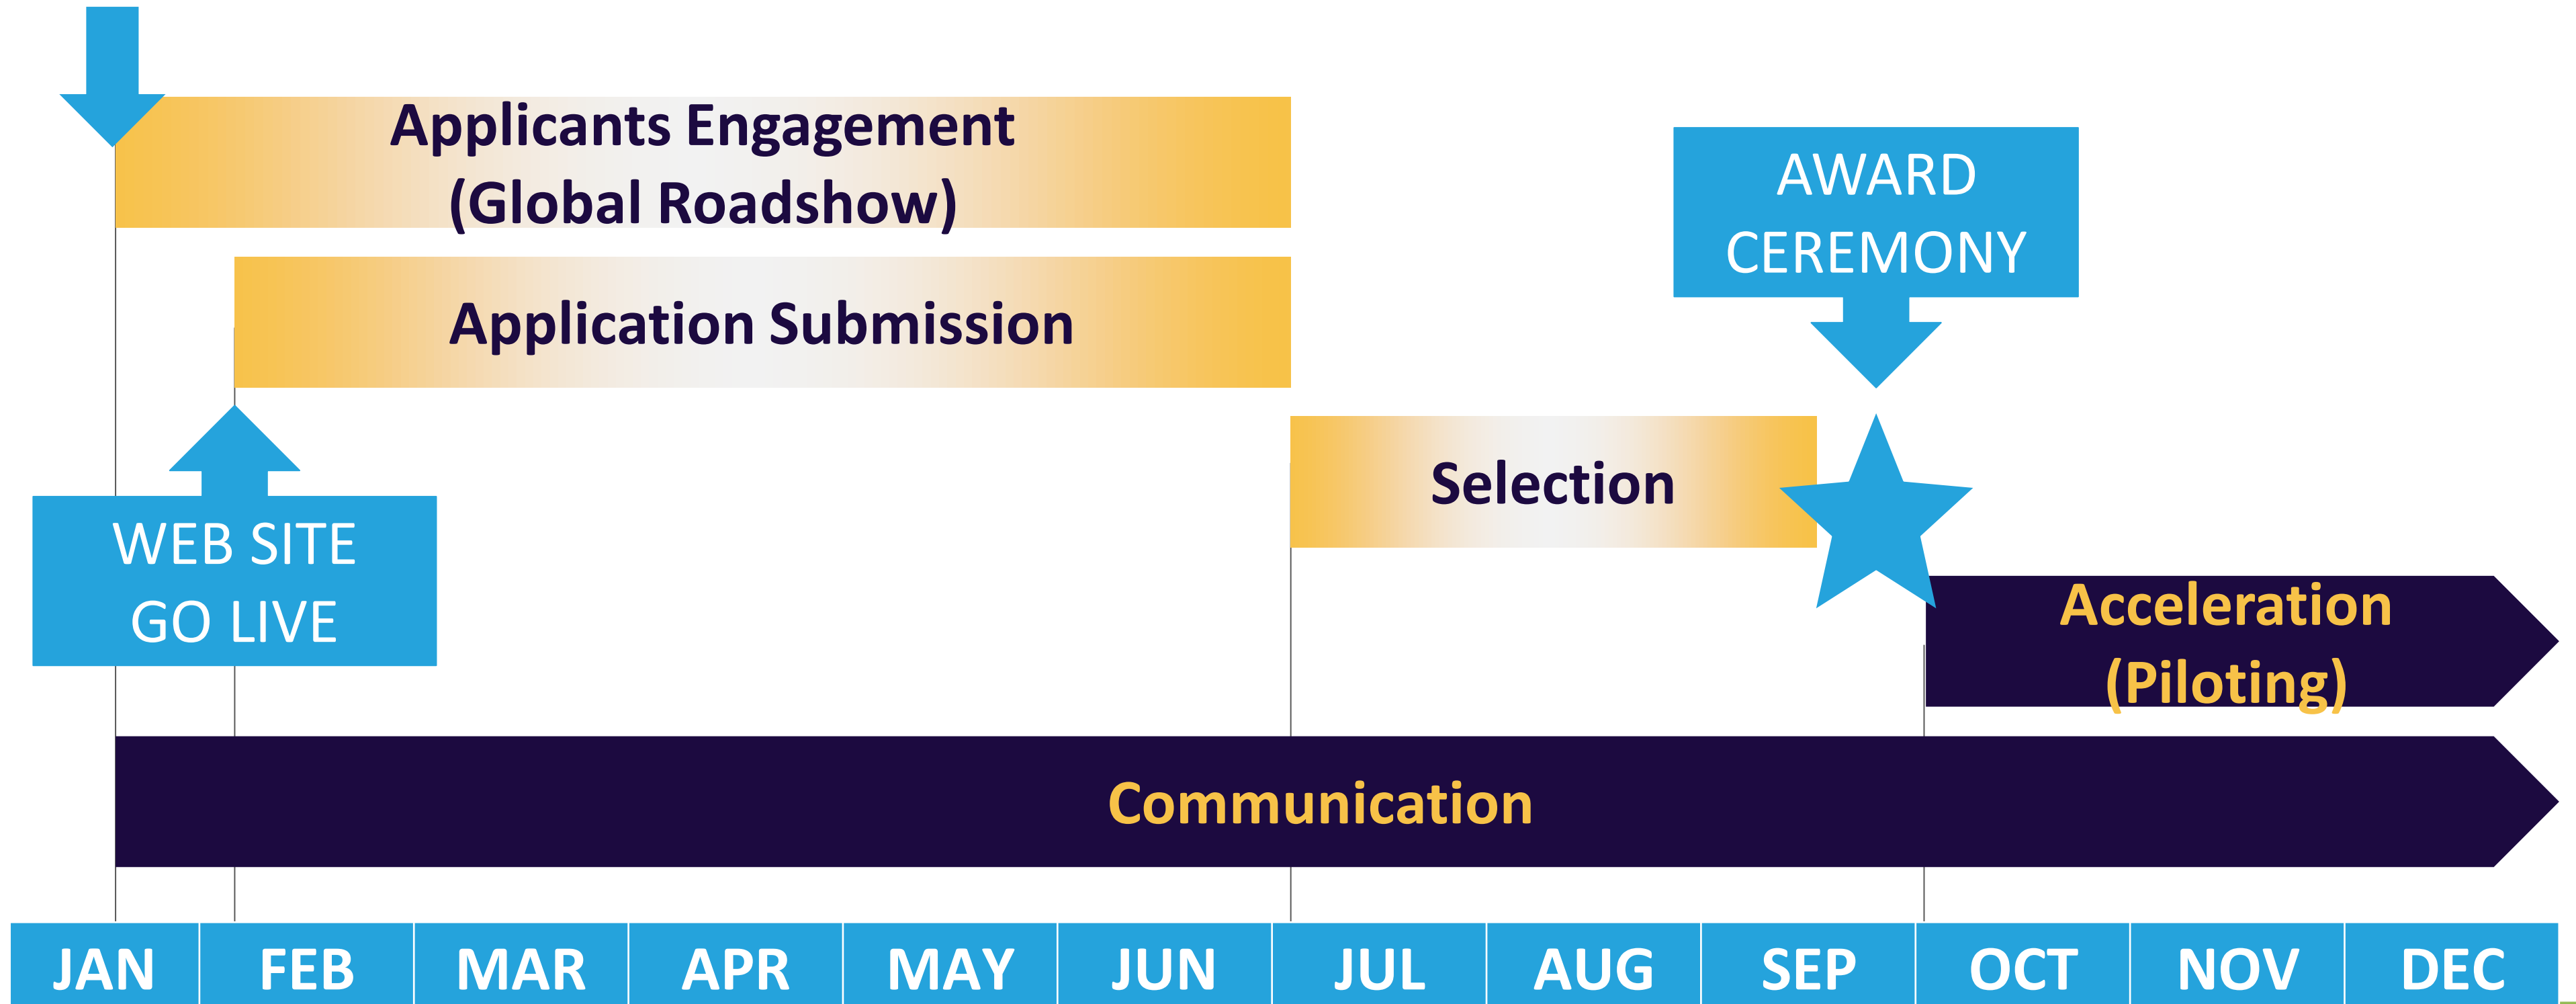 Applicants Engagement
(Global Roadshow)
AWARD
CEREMONY
Application Submission
Selection
WEB SITE
GO LIVE
Acceleration
(Piloting)
Communication
JAN FEB MAR APR MAY JUN JUL AUG SEP OCT NOV DEC